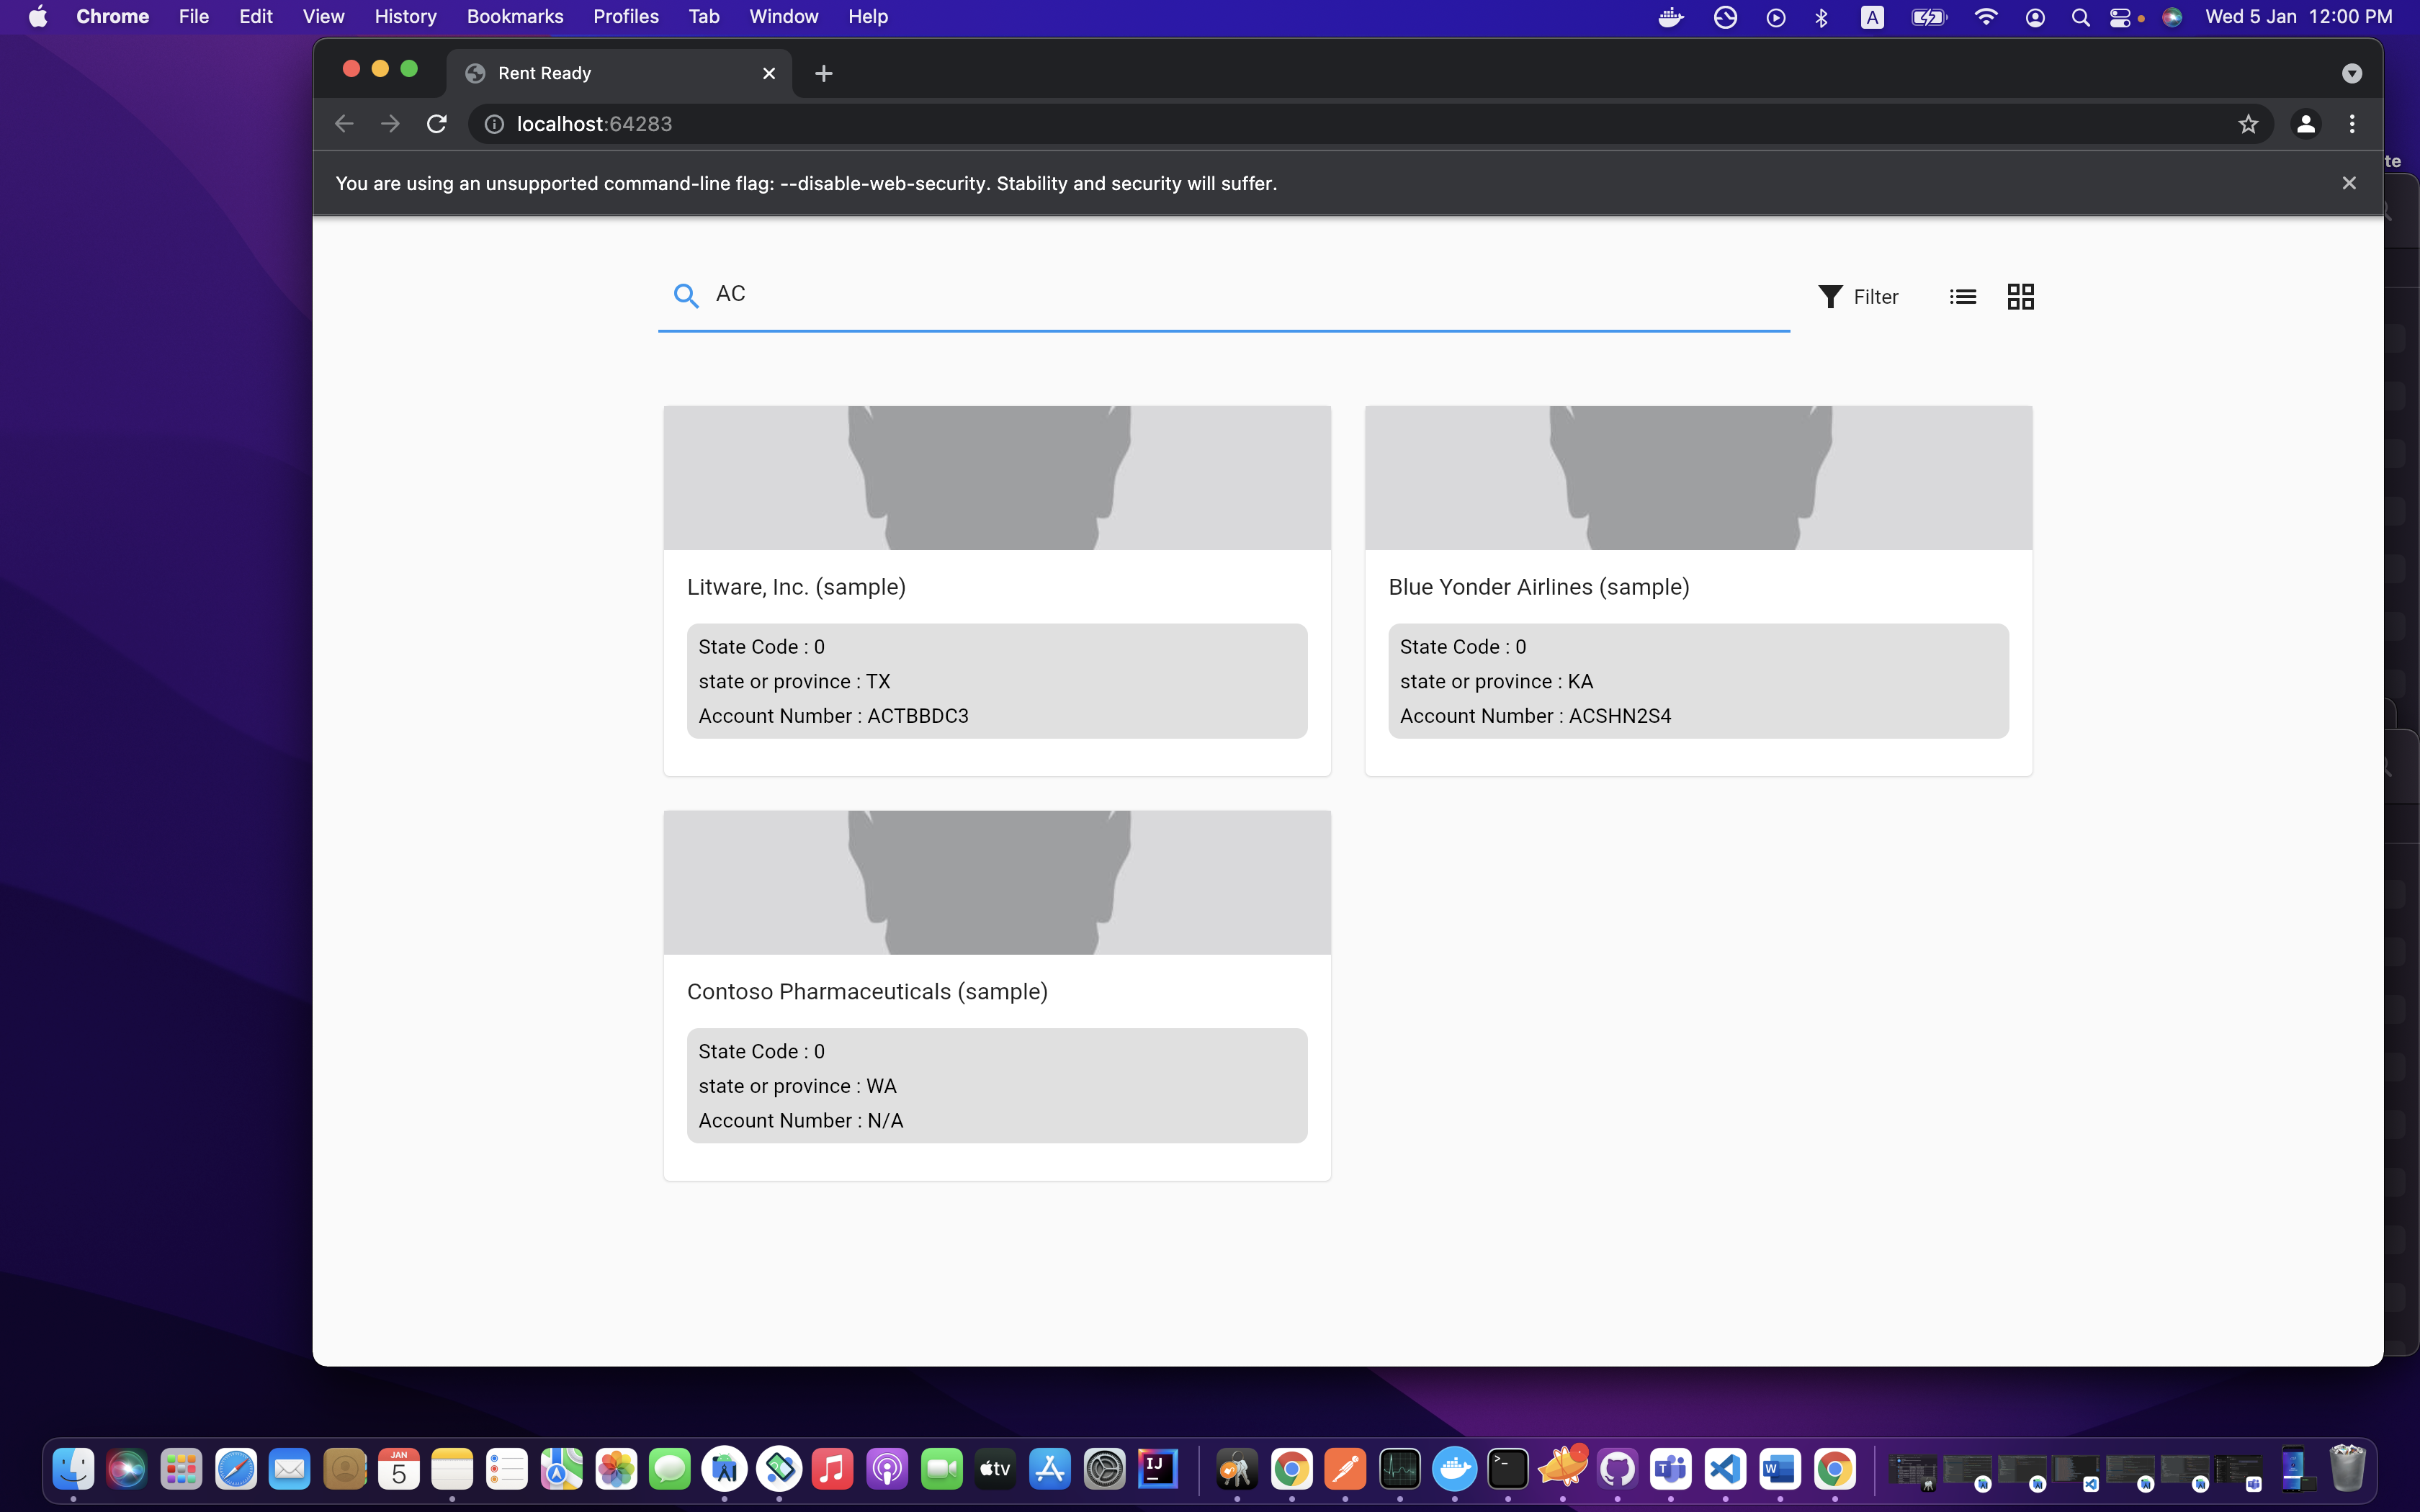 Chrome File Edit View History Bookmarks Profiles Tab Window Help
A
Wed 5 Jan 12:00 PM
Rent Ready
localhost:64283
te
You are using an unsupported command-line flag: --disable-web-security. Stability and security will suffer.
AC
Filter
Litware, Inc. (sample)
State Code : 0
state or province : TX
Account Number : ACTBBDC3
Blue Yonder Airlines (sample)
State Code : 0
state or province : KA
Account Number : ACSHN2S4
Contoso Pharmaceuticals (sample)
State Code : 0
state or province : WA
Account Number : N/A
JAN
5
tv
IJ
>_
T
W